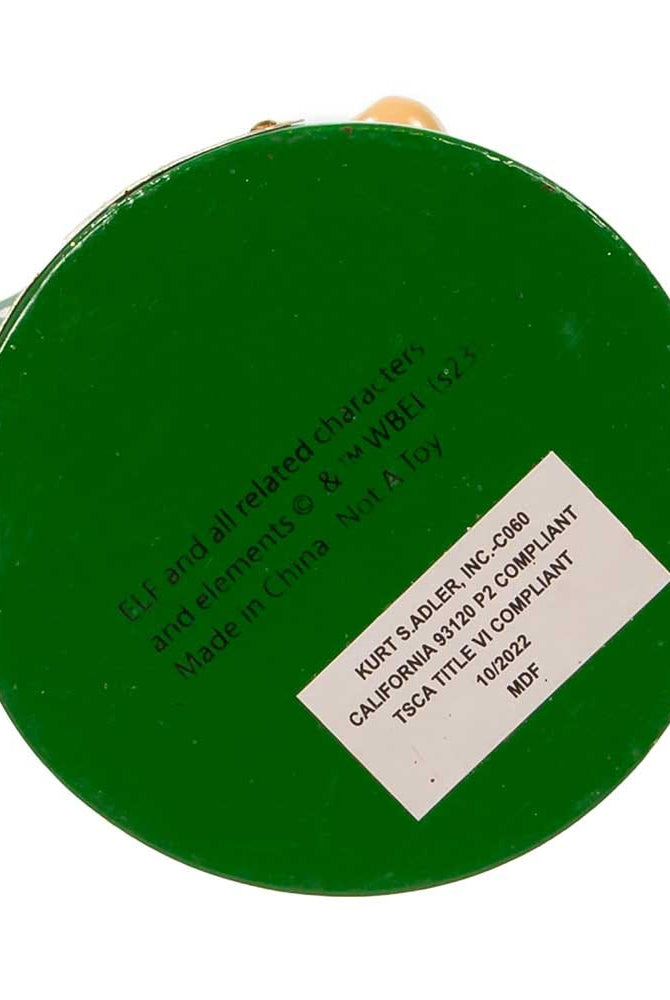 ELF and all related characters
and elements © & ™ WBEI (s23)
Made in China Not A Toy
KURT S.ADLER, INC.-C060
CALIFORNIA 93120 P2 COMPLIANT
TSCA TITLE VI COMPLIANT
10/2022
MDF